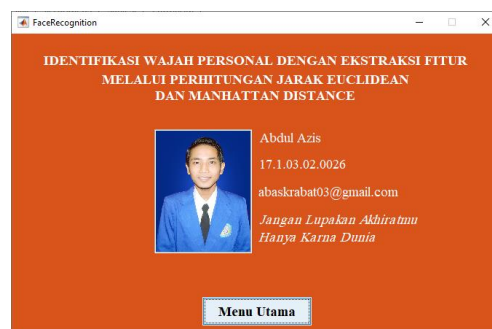 FaceRecognition
IDENTIFIKASI WAJAH PERSONAL DENGAN EKSTRAKSI FITUR
MELALUI PERHITUNGAN JARAK EUCLIDEAN
DAN MANHATTAN DISTANCE
Abdul Azis
17.1.03.02.0026
abaskrabat03@gmail.com
Jangan Lupakan Akhiratmu
Hanya Karna Dunia
Menu Utama